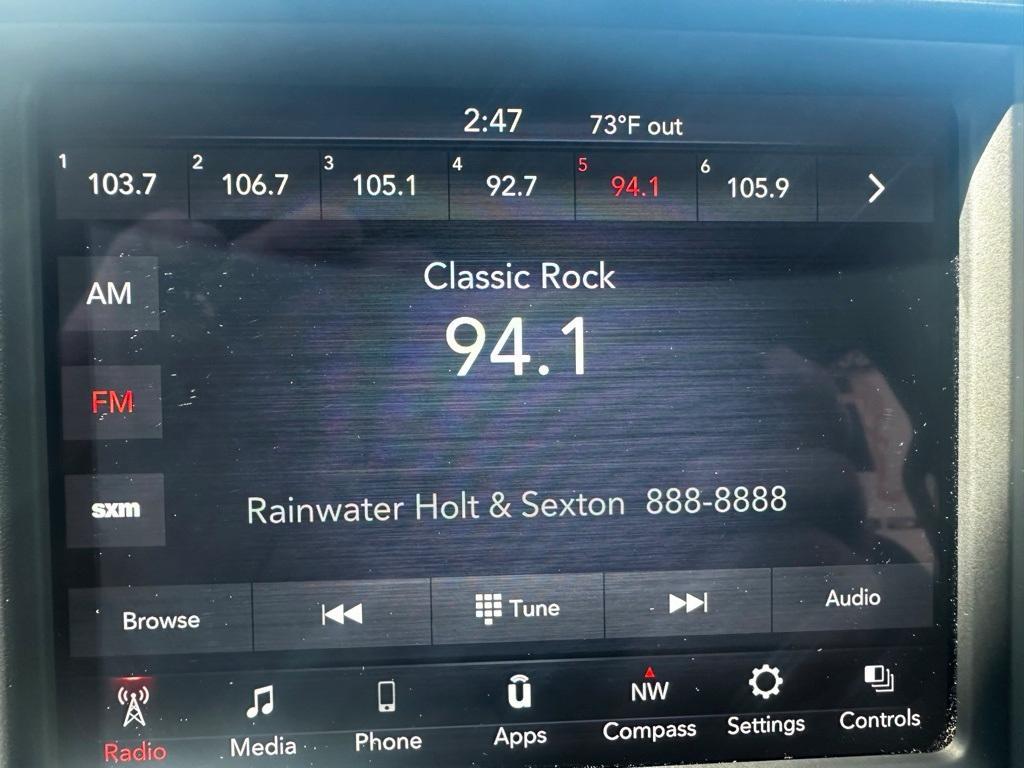 2:47 73°F out
1 103.7 2 106.7 3 105.1 4 92.7 5 94.1 6 105.9
Classic Rock
AM
94.1
FM
sxm
Rainwater Holt & Sexton 888-8888
Browse Tune Audio
NW
Radio Media Phone Apps Compass Settings Controls